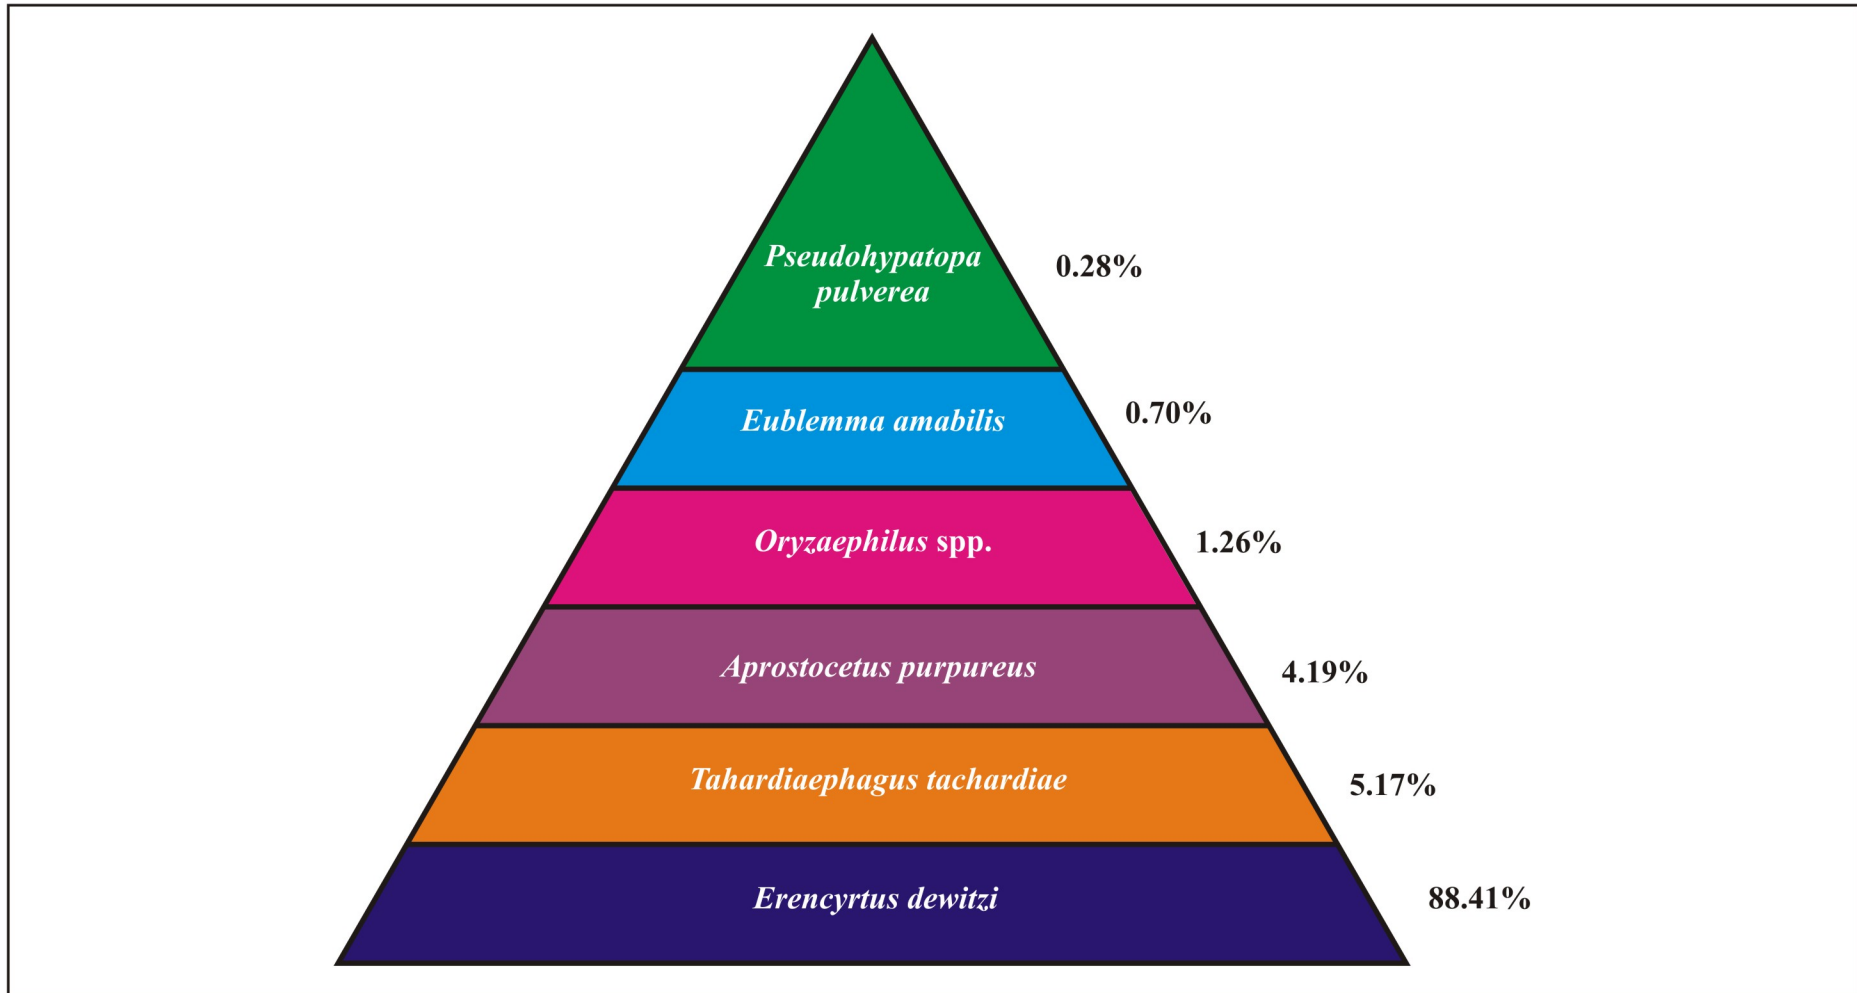 Pseudohypatopa
pulverea
0.28%
Eublemma amabilis
0.70%
Oryzaephilus spp.
1.26%
Aprostocetus purpureus
4.19%
Tahardiaephagus tachardiae
5.17%
Erencyrtus dewitzi
88.41%